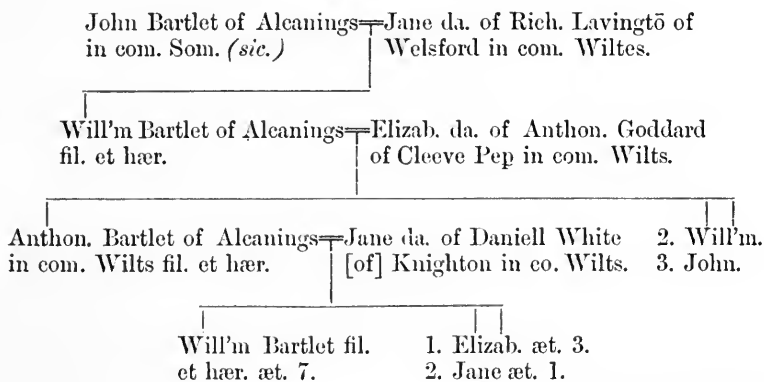 John Bartlet of Alcanings
in com. Som. (sic.)
Jane da. of Rich. Lavingtō of
Welsford in com. Wiltes.
Will'm Bartlet of Alcanings
fil. et hær.
Elizab. da. of Anthon. Goddard
of Cleeve Pep in com. Wilts.
Anthon. Bartlet of Alcanings
in com. Wilts fil. et hær.
Jane da. of Daniell White
[of] Knighton in co. Wilts.
2. Will'm.
3. John.
Will'm Bartlet fil.
et hær. æt. 7.
1. Elizab. æt. 3.
2. Jane æt. 1.